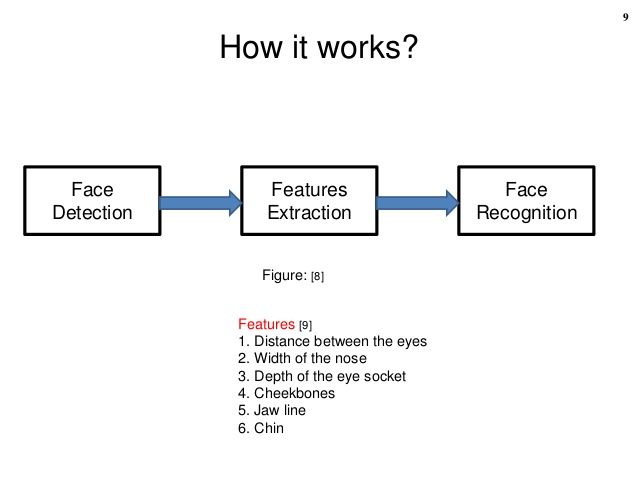 9
How it works?
Face
Detection
Features
Extraction
Face
Recognition
Figure: [8]
Features [9]
1. Distance between the eyes
2. Width of the nose
3. Depth of the eye socket
4. Cheekbones
5. Jaw line
6. Chin